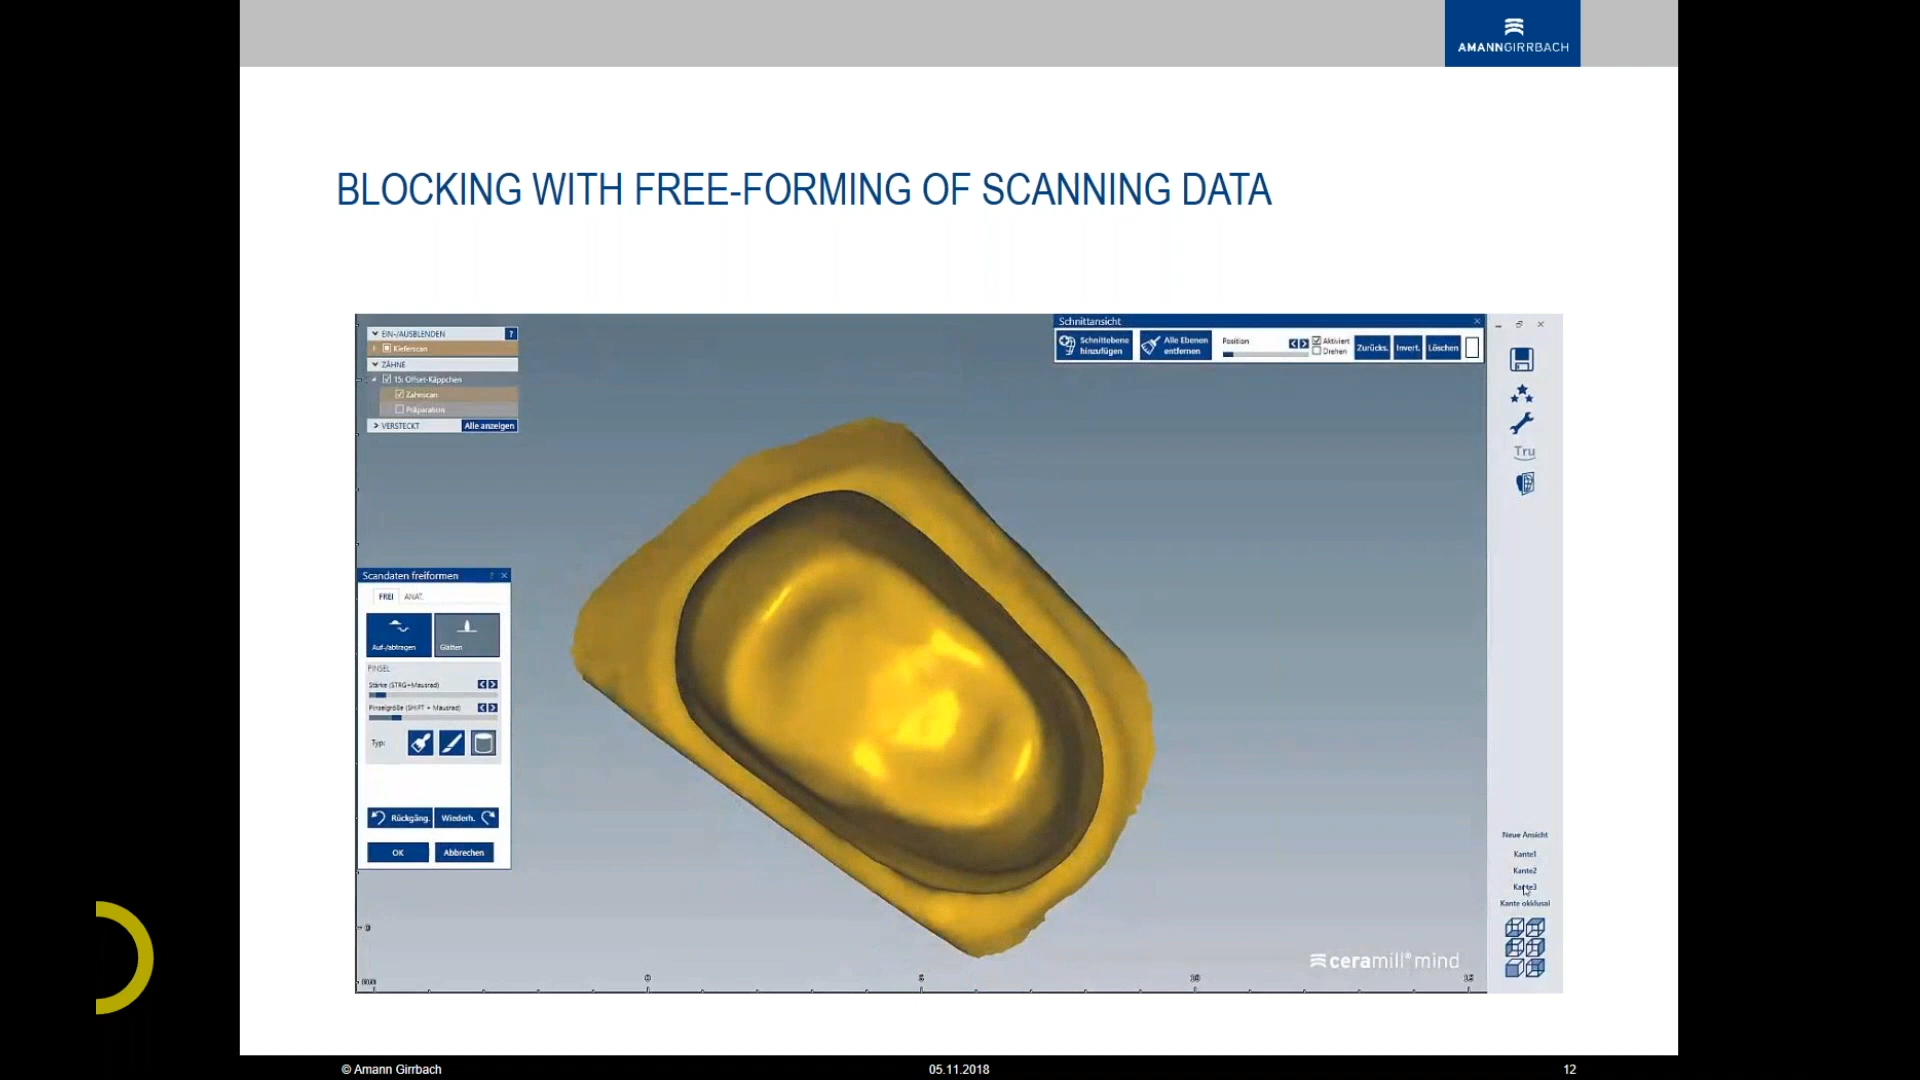 AMANNGIRRBACH
BLOCKING WITH FREE-FORMING OF SCANNING DATA
EIN-/AUSBLENDEN ?
Kieferscan
ZÄHNE
15: Offset-Käppchen
Zahnscan
Präparation
VERSTECKT Alle anzeigen
Schnittansicht
Schnittebene hinzufügen
Alle Ebenen entfernen
Position
Aktiviert
Drehen
Zurücks. Invert. Löschen
Tru
Scandaten freiformen
FREI ANAT.
Auf-/abtragen Glätten
PINSEL
Stärke (STRG+Mausrad)
Pinselgröße (SHIFT + Mausrad)
Typ:
Rückgäng. Wiederh.
OK Abbrechen
Neue Ansicht
Kante1
Kante2
Kante3
Kante okklusal
ceramill® mind
© Amann Girrbach 05.11.2018 12